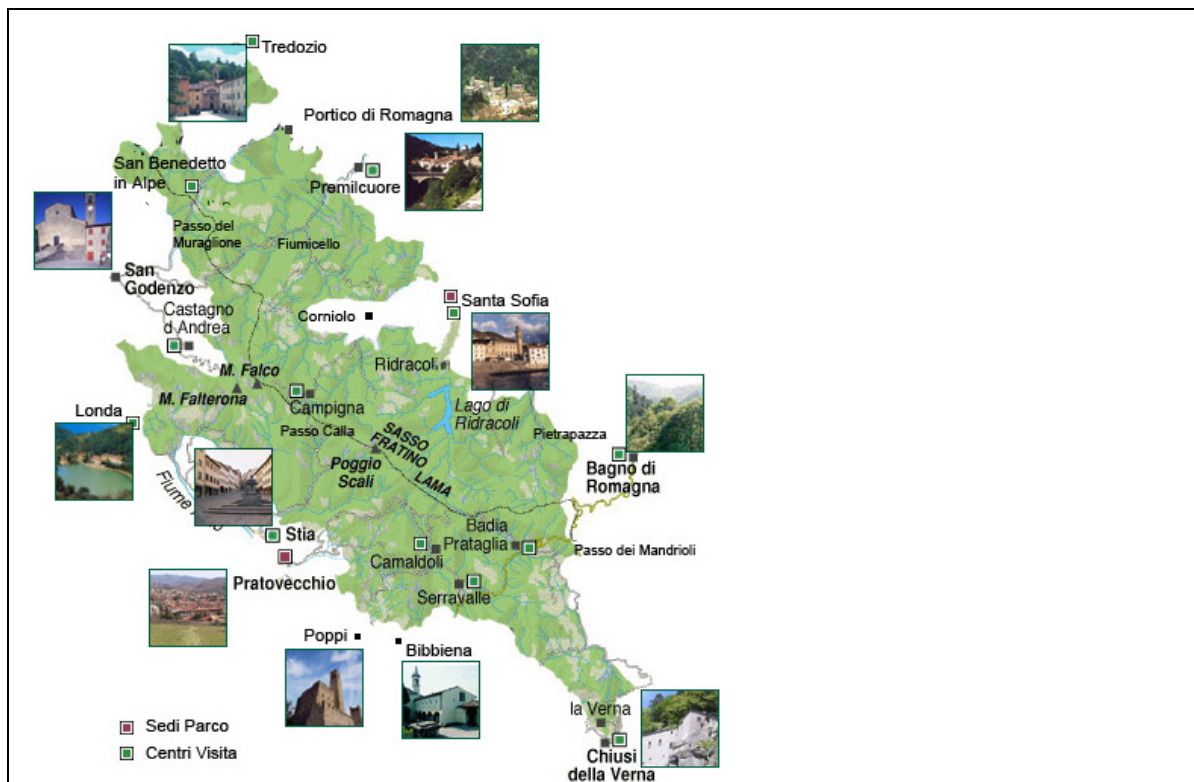 Tredozio
Portico di Romagna
San Benedetto
in Alpe
Premilcuore
Passo del
Muraglione
Fiumicello
San
Godenzo
Castagno
d Andrea
Santa Sofia
Corniolo
Ridracoli
M. Falco
M. Falterona
Campigna
Lago di
Ridracoli
Londa
Passo Calla
SASSO
FRATINO
LAMA
Pietrapazza
Poggio
Scali
Bagno di
Romagna
Fiume
Stia
Badia
Prataglia
Passo dei Mandrioli
Camaldoli
Pratovecchio
Serravalle
Poppi
Bibbiena
la Verna
Chiusi
della Verna
Sedi Parco
Centri Visita